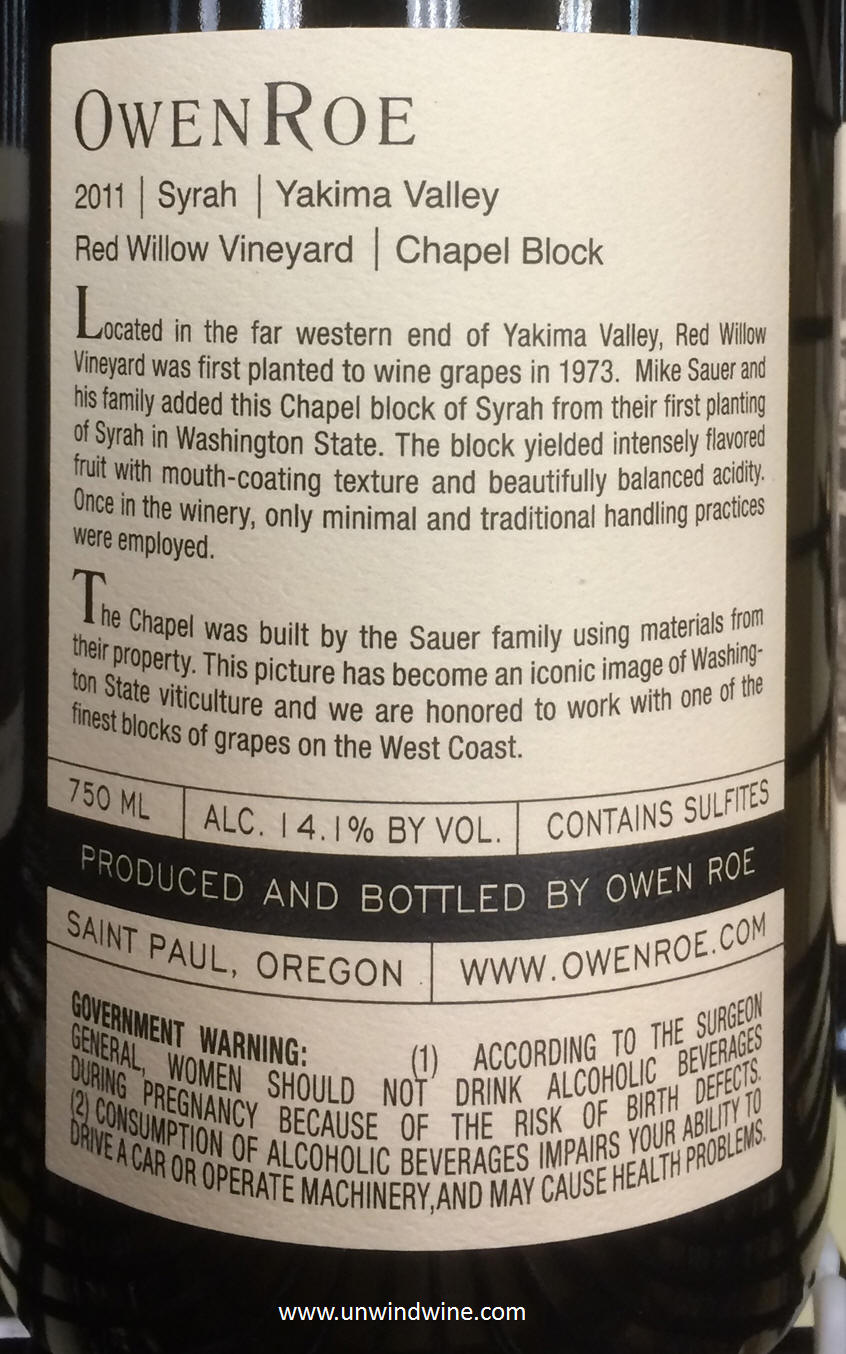 OWENROE
2011 | Syrah | Yakima Valley
Red Willow Vineyard | Chapel Block
Located in the far western end of Yakima Valley, Red Willow
Vineyard was first planted to wine grapes in 1973. Mike Sauer and
his family added this Chapel block of Syrah from their first planting
of Syrah in Washington State. The block yielded intensely flavored
fruit with mouth-coating texture and beautifully balanced acidity.
Once in the winery, only minimal and traditional handling practices
were employed.
The Chapel was built by the Sauer family using materials from
their property. This picture has become an iconic image of Washing-
ton State viticulture and we are honored to work with one of the
finest blocks of grapes on the West Coast.
750 ML | ALC. 14.1% BY VOL. | CONTAINS SULFITES
PRODUCED AND BOTTLED BY OWEN ROE
SAINT PAUL, OREGON | WWW.OWENROE.COM
GOVERNMENT WARNING: (1) ACCORDING TO THE SURGEON
GENERAL, WOMEN SHOULD NOT DRINK ALCOHOLIC BEVERAGES
DURING PREGNANCY BECAUSE OF THE RISK OF BIRTH DEFECTS.
(2) CONSUMPTION OF ALCOHOLIC BEVERAGES IMPAIRS YOUR ABILITY TO
DRIVE A CAR OR OPERATE MACHINERY,AND MAY CAUSE HEALTH PROBLEMS.
www.unwindwine.com